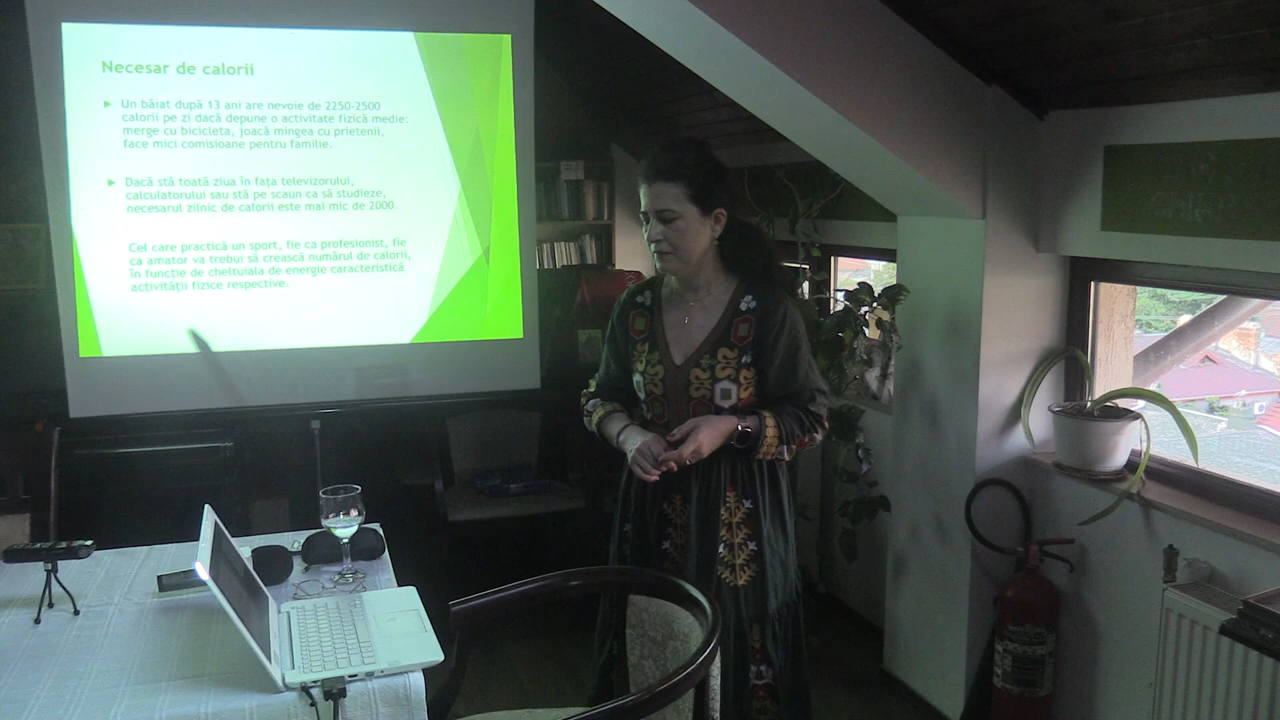 Necesar de calorii
Un băiat după 13 ani are nevoie de 2250-2500
calorii pe zi dacă depune o activitate fizică medie:
merge cu bicicleta, joacă mingea cu prietenii,
face mici comisioane pentru familie.
Dacă stă toată ziua în fața televizorului,
calculatorului sau stă pe scaun ca să studieze,
necesarul zilnic de calorii este mai mic de 2000.
Cel care practică un sport, fie ca profesionist, fie
ca amator va trebui să crească numărul de calorii,
în funcție de cheltuiala de energie caracteristică
activității fizice respective.